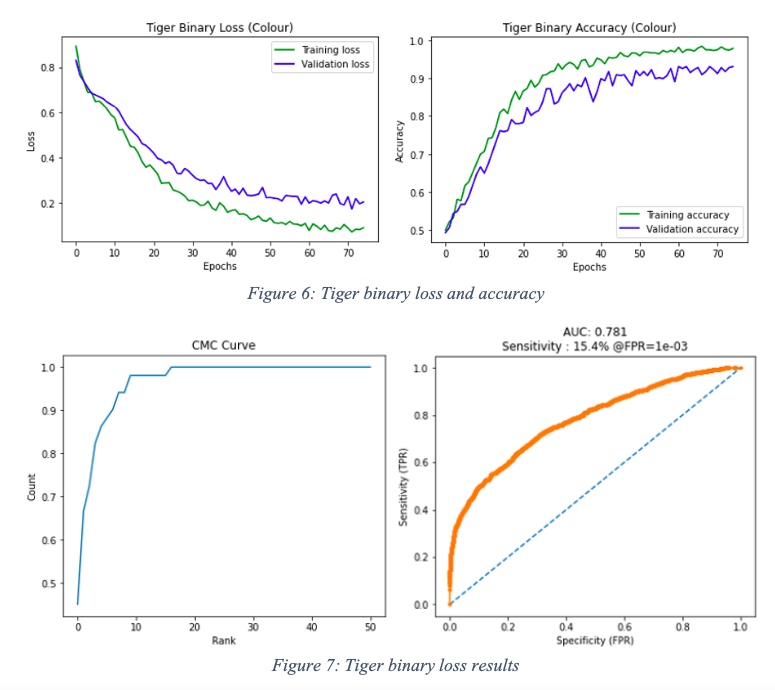 Tiger Binary Loss (Colour)
Training loss
Validation loss
Loss
0.8
0.6
0.4
0.2
0 10 20 30 40 50 60 70
Epochs
Tiger Binary Accuracy (Colour)
Accuracy
1.0
0.9
0.8
0.7
0.6
0.5
Training accuracy
Validation accuracy
0 10 20 30 40 50 60 70
Epochs
Figure 6: Tiger binary loss and accuracy
CMC Curve
Count
1.0
0.9
0.8
0.7
0.6
0.5
0 10 20 30 40 50
Rank
AUC: 0.781
Sensitivity : 15.4% @FPR=1e-03
Sensitivity (TPR)
1.0
0.8
0.6
0.4
0.2
0.0
0.0 0.2 0.4 0.6 0.8 1.0
Specificity (FPR)
Figure 7: Tiger binary loss results